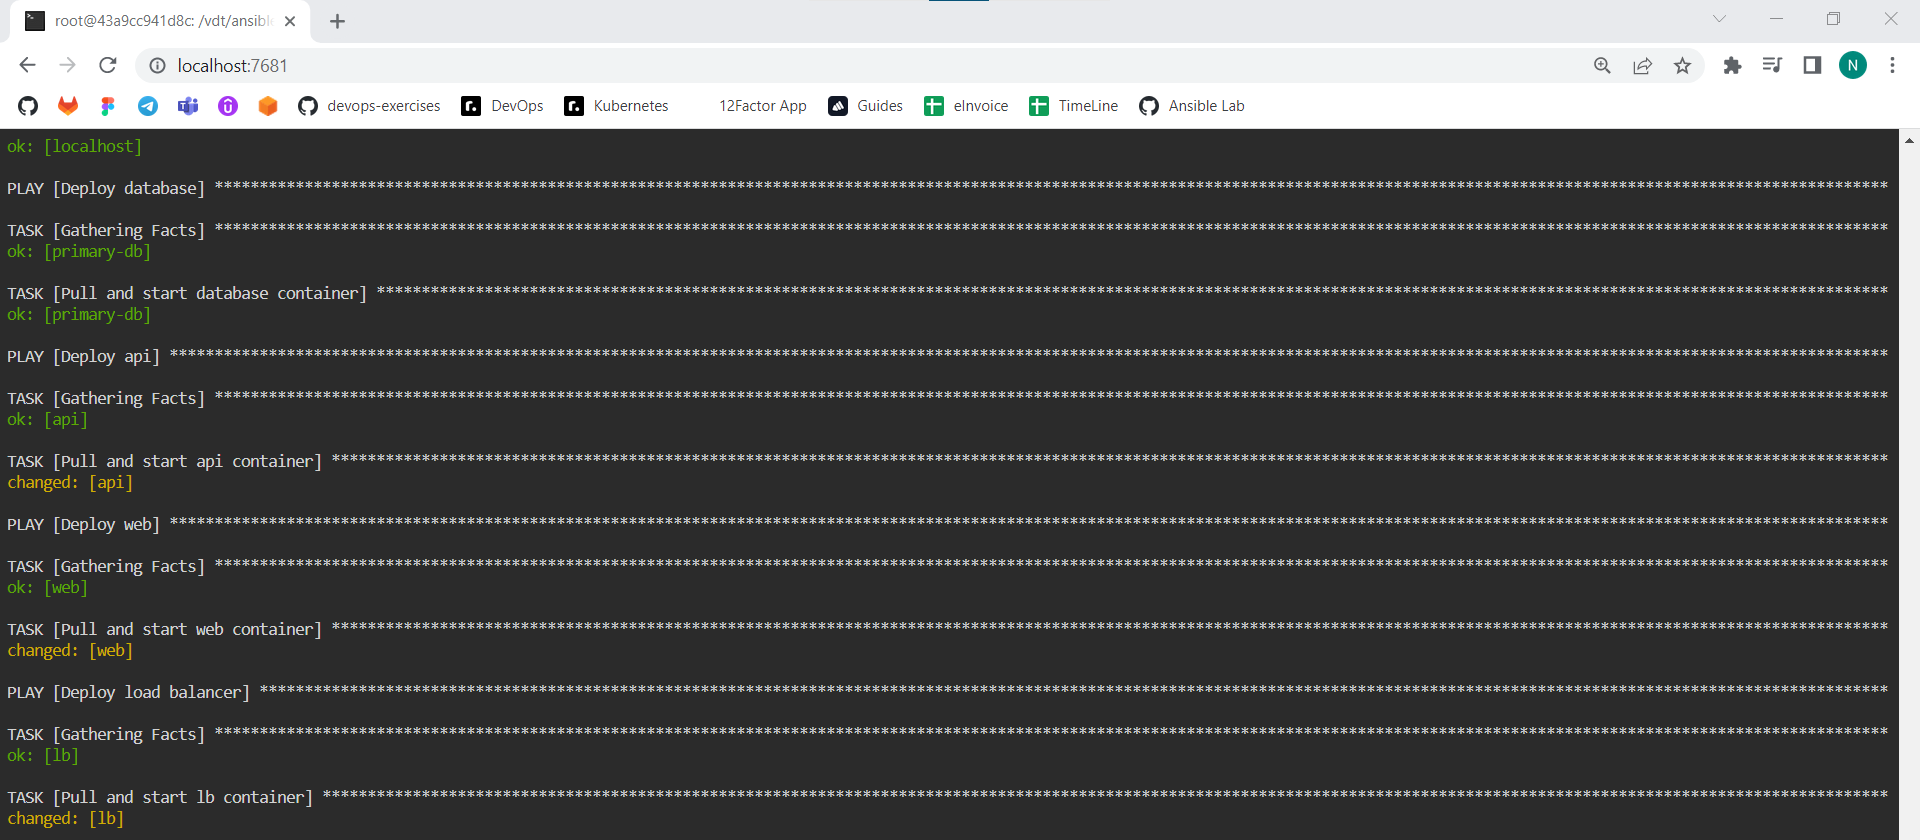 root@43a9cc941d8c: /vdt/ansible
localhost:7681
N
devops-exercises DevOps Kubernetes 12Factor App Guides eInvoice TimeLine Ansible Lab
ok: [localhost]
PLAY [Deploy database] ******************************************************************************************************************************************************************************************
TASK [Gathering Facts] ******************************************************************************************************************************************************************************************
ok: [primary-db]
TASK [Pull and start database container] ************************************************************************************************************************************************************************
ok: [primary-db]
PLAY [Deploy api] ***********************************************************************************************************************************************************************************************
TASK [Gathering Facts] ******************************************************************************************************************************************************************************************
ok: [api]
TASK [Pull and start api container] *****************************************************************************************************************************************************************************
changed: [api]
PLAY [Deploy web] ***********************************************************************************************************************************************************************************************
TASK [Gathering Facts] ******************************************************************************************************************************************************************************************
ok: [web]
TASK [Pull and start web container] *****************************************************************************************************************************************************************************
changed: [web]
PLAY [Deploy load balancer] *************************************************************************************************************************************************************************************
TASK [Gathering Facts] ******************************************************************************************************************************************************************************************
ok: [lb]
TASK [Pull and start lb container] ******************************************************************************************************************************************************************************
changed: [lb]